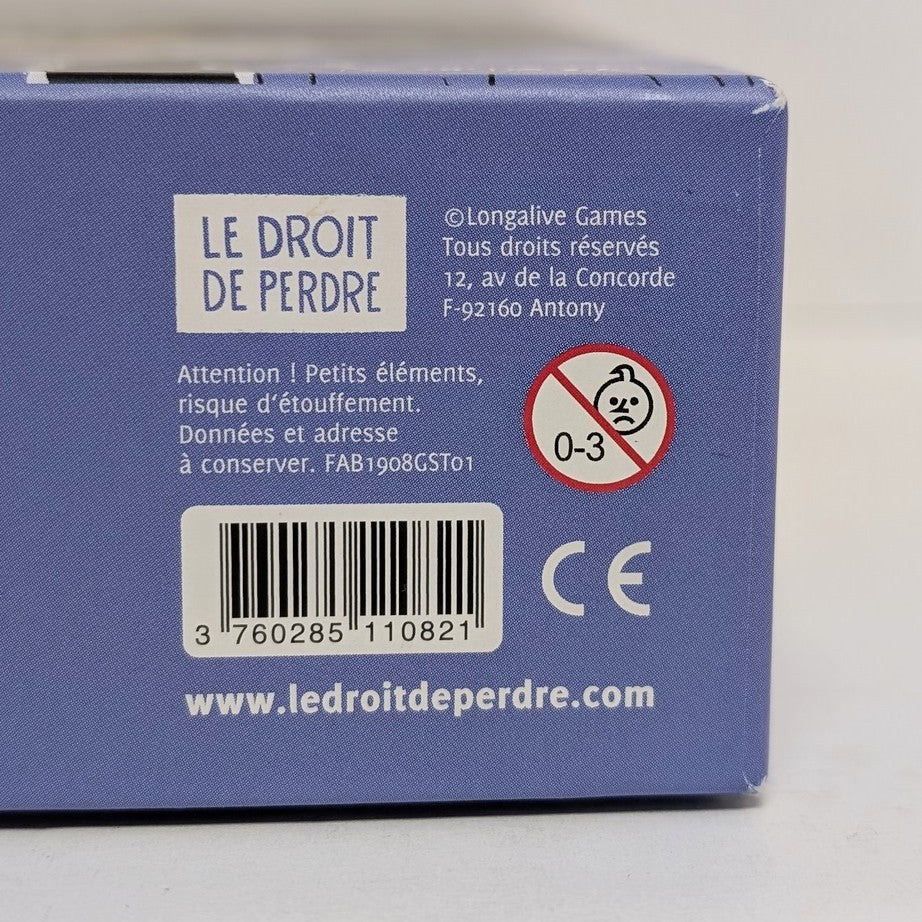 LE DROIT
DE PERDRE
©Longalive Games
Tous droits réservés
12, av de la Concorde
F-92160 Antony
Attention ! Petits éléments,
risque d'étouffement.
Données et adresse
à conserver. FAB1908GST01
0-3
3 760285 110821
CE
www.ledroitdeperdre.com